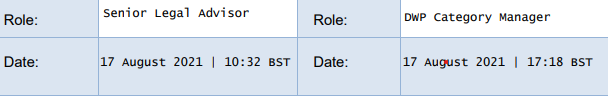 Role: Senior Legal Advisor Role: DWP Category Manager
Date: 17 August 2021 | 10:32 BST Date: 17 August 2021 | 17:18 BST